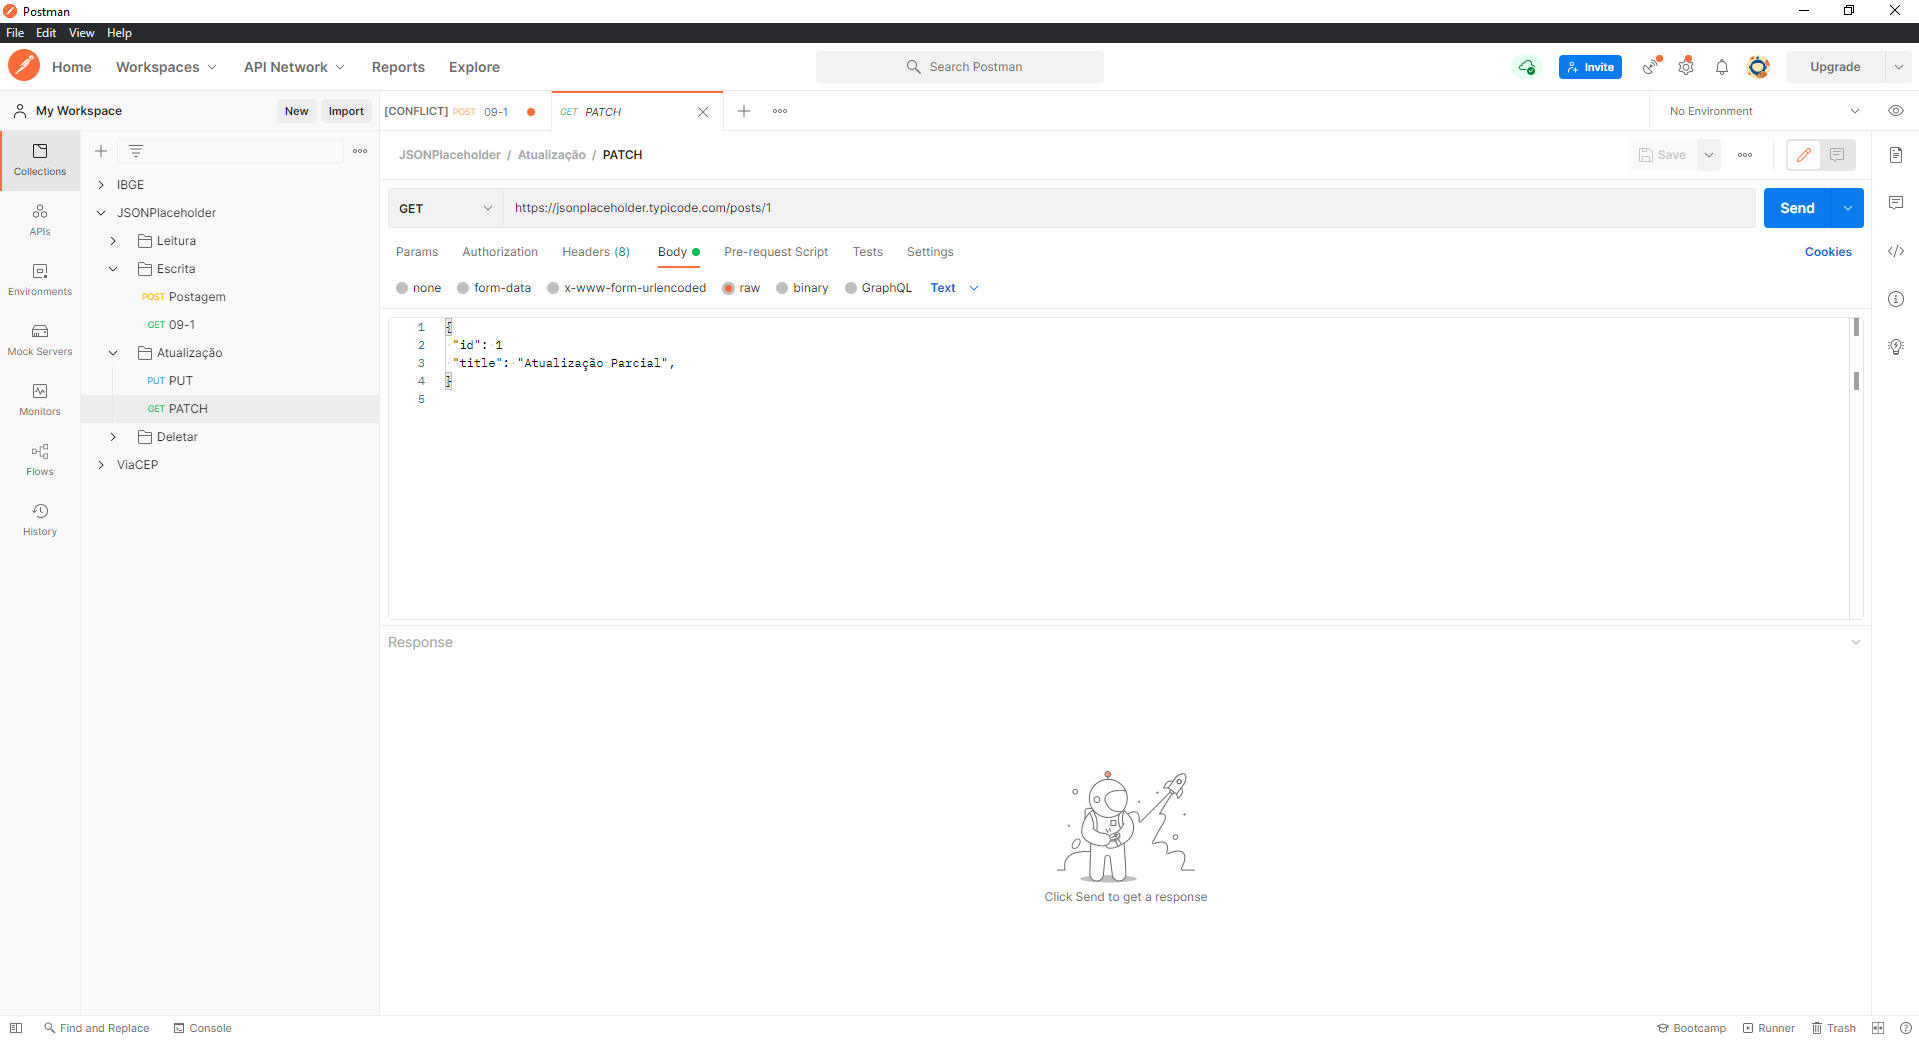 Postman
File Edit View Help
Home Workspaces API Network Reports Explore Search Postman Invite Upgrade
My Workspace New Import [CONFLICT] POST 09-1 GET PATCH No Environment
JSONPlaceholder / Atualização / PATCH Save
Collections
APIs
Environments
Mock Servers
Monitors
Flows
History
IBGE
JSONPlaceholder
Leitura
Escrita
POST Postagem
GET 09-1
Atualização
PUT PUT
GET PATCH
Deletar
ViaCEP
GET https://jsonplaceholder.typicode.com/posts/1 Send
Params Authorization Headers (8) Body Pre-request Script Tests Settings Cookies
none form-data x-www-form-urlencoded raw binary GraphQL Text
1 {
2 "id": 1
3 "title": "Atualização Parcial",
4 }
5
Response
Click Send to get a response
Find and Replace Console Bootcamp Runner Trash